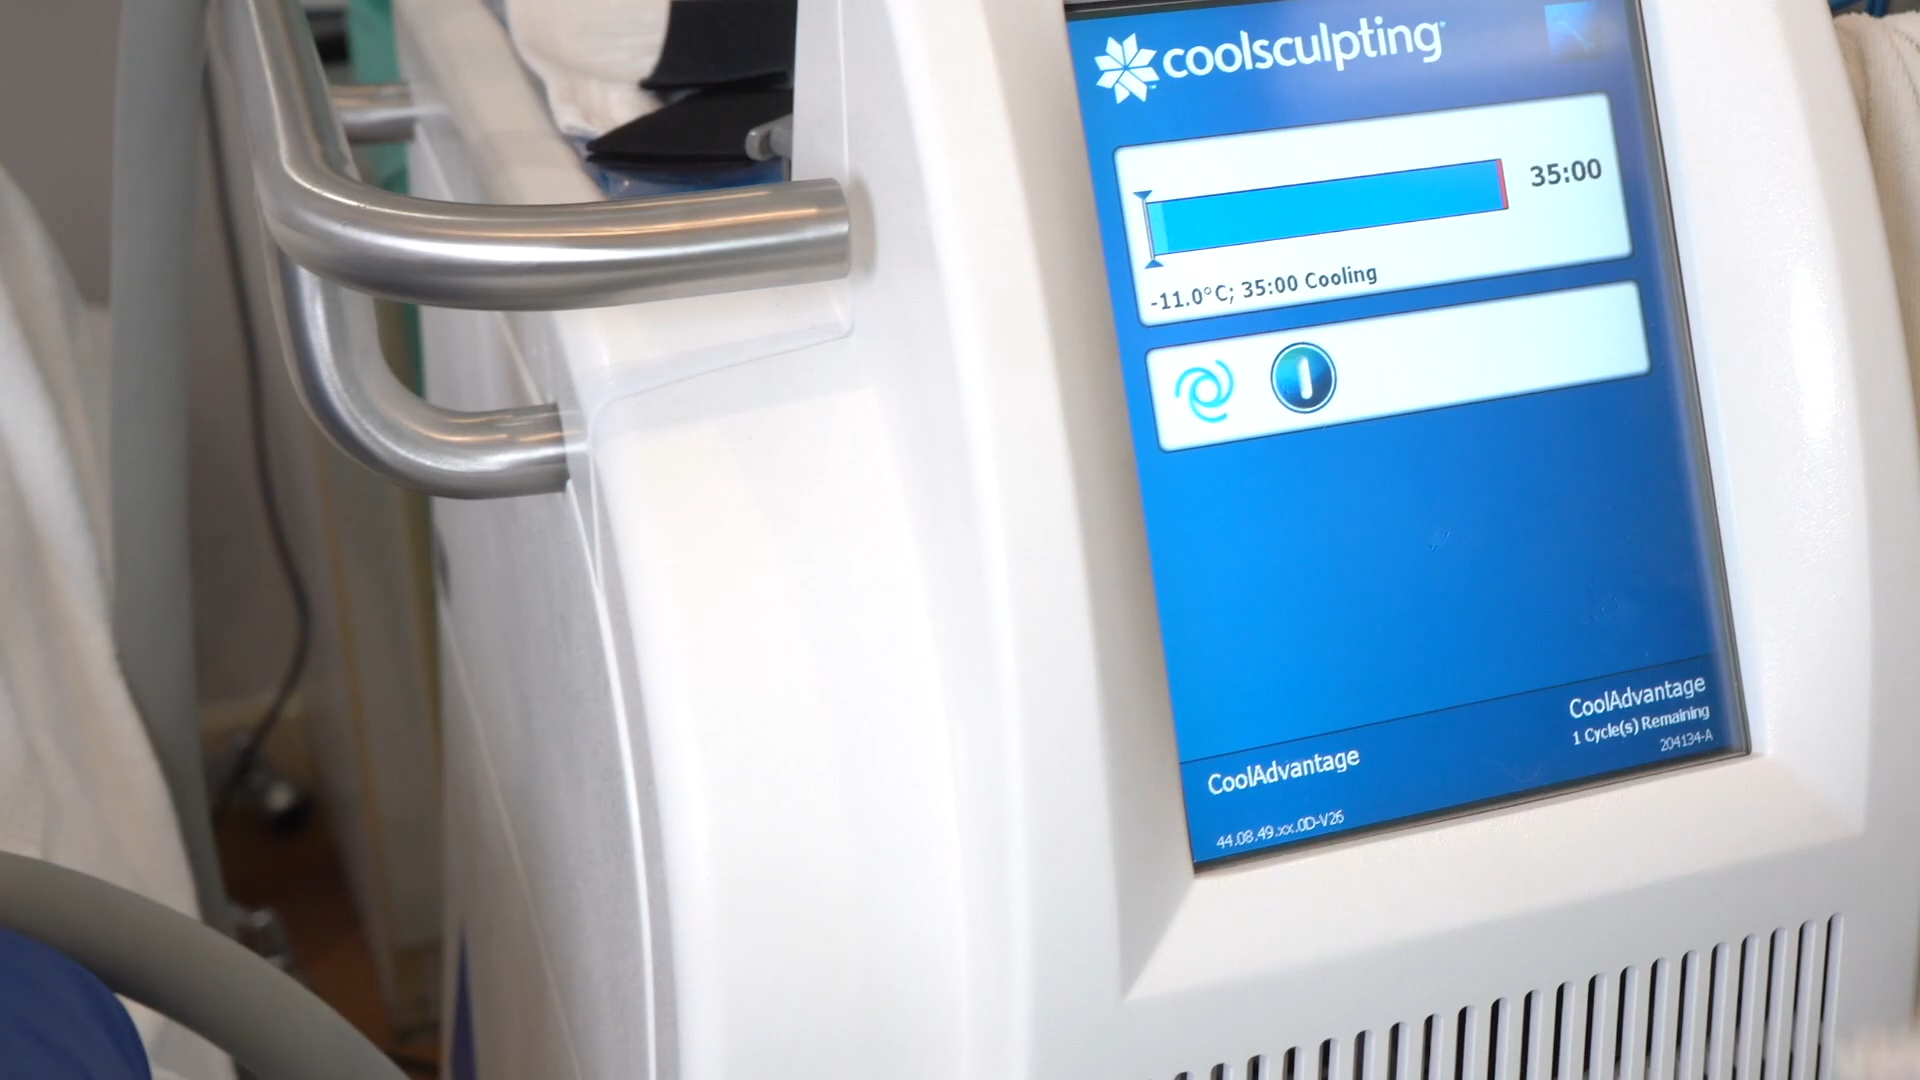 coolsculpting
35:00
-11.0°C; 35:00 Cooling
CoolAdvantage
1 Cycle(s) Remaining
204134-A
CoolAdvantage
44.08.49.xx.0D-V26